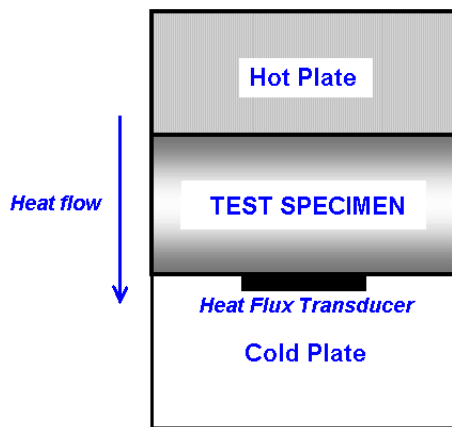 Hot Plate
Heat flow
TEST SPECIMEN
Heat Flux Transducer
Cold Plate